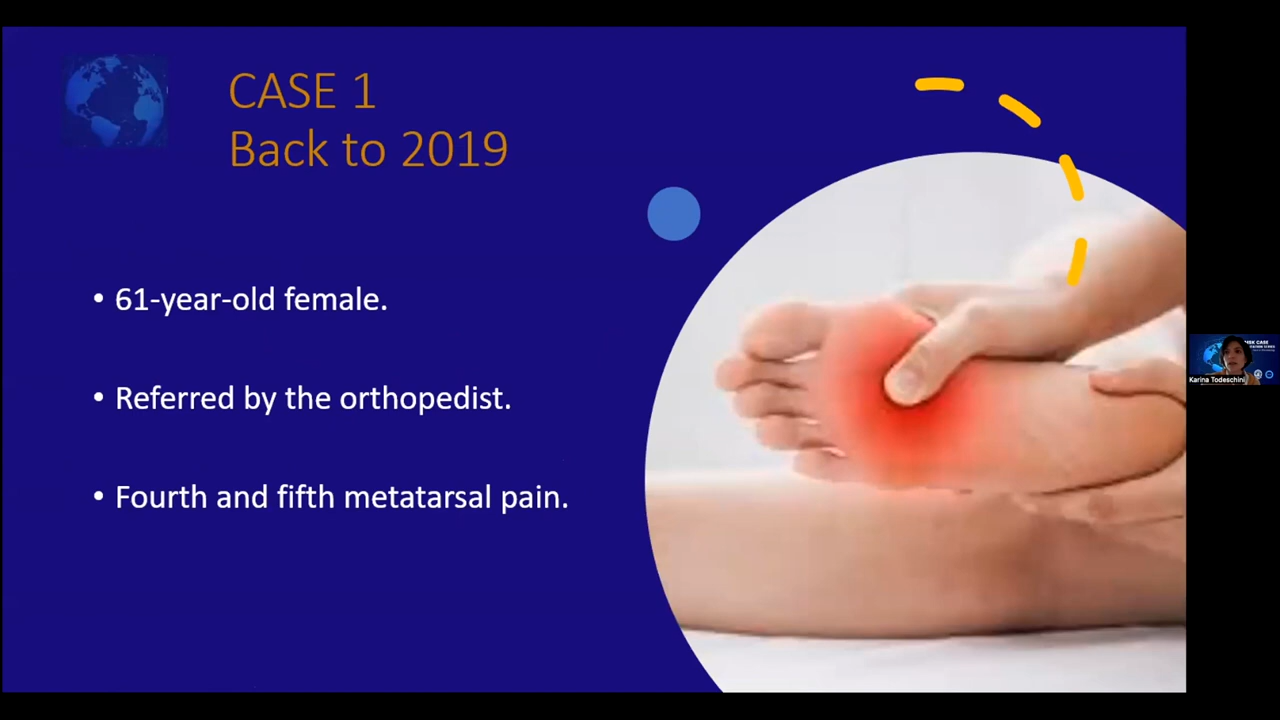 CASE 1
Back to 2019
• 61-year-old female.
• Referred by the orthopedist.
• Fourth and fifth metatarsal pain.
Karina Todeschini